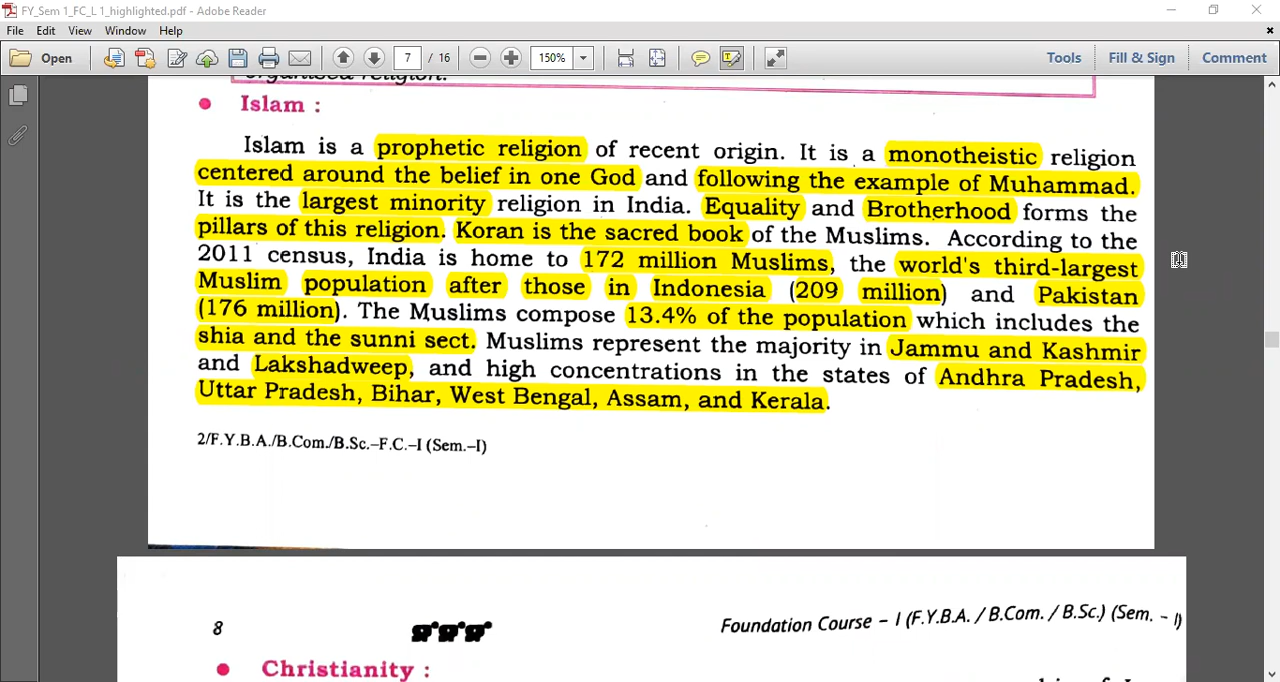 FY_Sem 1_FC_L 1_highlighted.pdf - Adobe Reader
File Edit View Window Help
Open 7 / 16 150% Tools Fill & Sign Comment
organised religion.
• Islam :
Islam is a prophetic religion of recent origin. It is a monotheistic religion
centered around the belief in one God and following the example of Muhammad.
It is the largest minority religion in India. Equality and Brotherhood forms the
pillars of this religion. Koran is the sacred book of the Muslims. According to the
2011 census, India is home to 172 million Muslims, the world's third-largest
Muslim population after those in Indonesia (209 million) and Pakistan
(176 million). The Muslims compose 13.4% of the population which includes the
shia and the sunni sect. Muslims represent the majority in Jammu and Kashmir
and Lakshadweep, and high concentrations in the states of Andhra Pradesh,
Uttar Pradesh, Bihar, West Bengal, Assam, and Kerala.
2/F.Y.B.A./B.Com./B.Sc.–F.C.–I (Sem.–I)
8 Foundation Course – I (F.Y.B.A. / B.Com. / B.Sc.) (Sem. - I)
• Christianity :